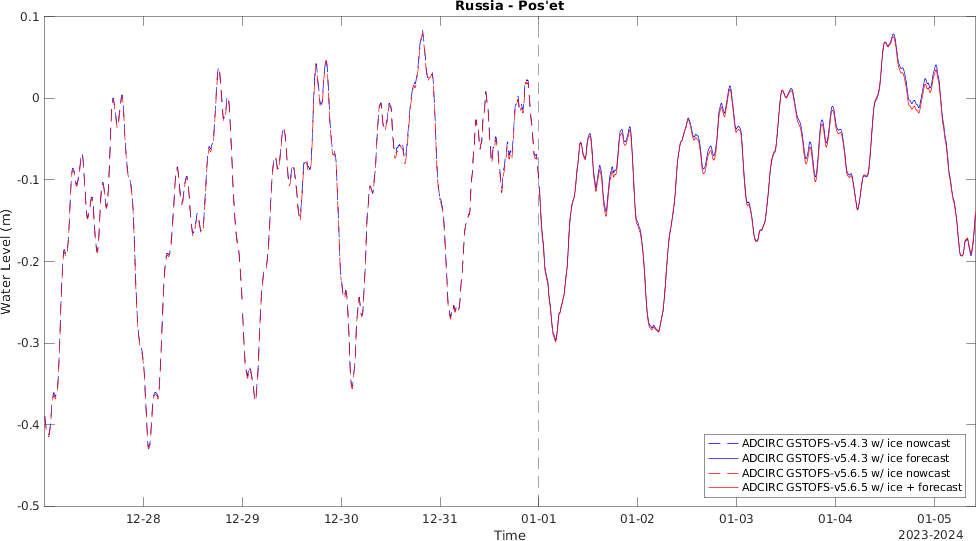 Russia - Pos'et
0.1
0
-0.1
-0.2
-0.3
-0.4
-0.5
Water Level (m)
ADCIRC GSTOFS-v5.4.3 w/ ice nowcast
ADCIRC GSTOFS-v5.4.3 w/ ice forecast
ADCIRC GSTOFS-v5.6.5 w/ ice nowcast
ADCIRC GSTOFS-v5.6.5 w/ ice + forecast
12-28 12-29 12-30 12-31 01-01 01-02 01-03 01-04 01-05
Time
2023-2024